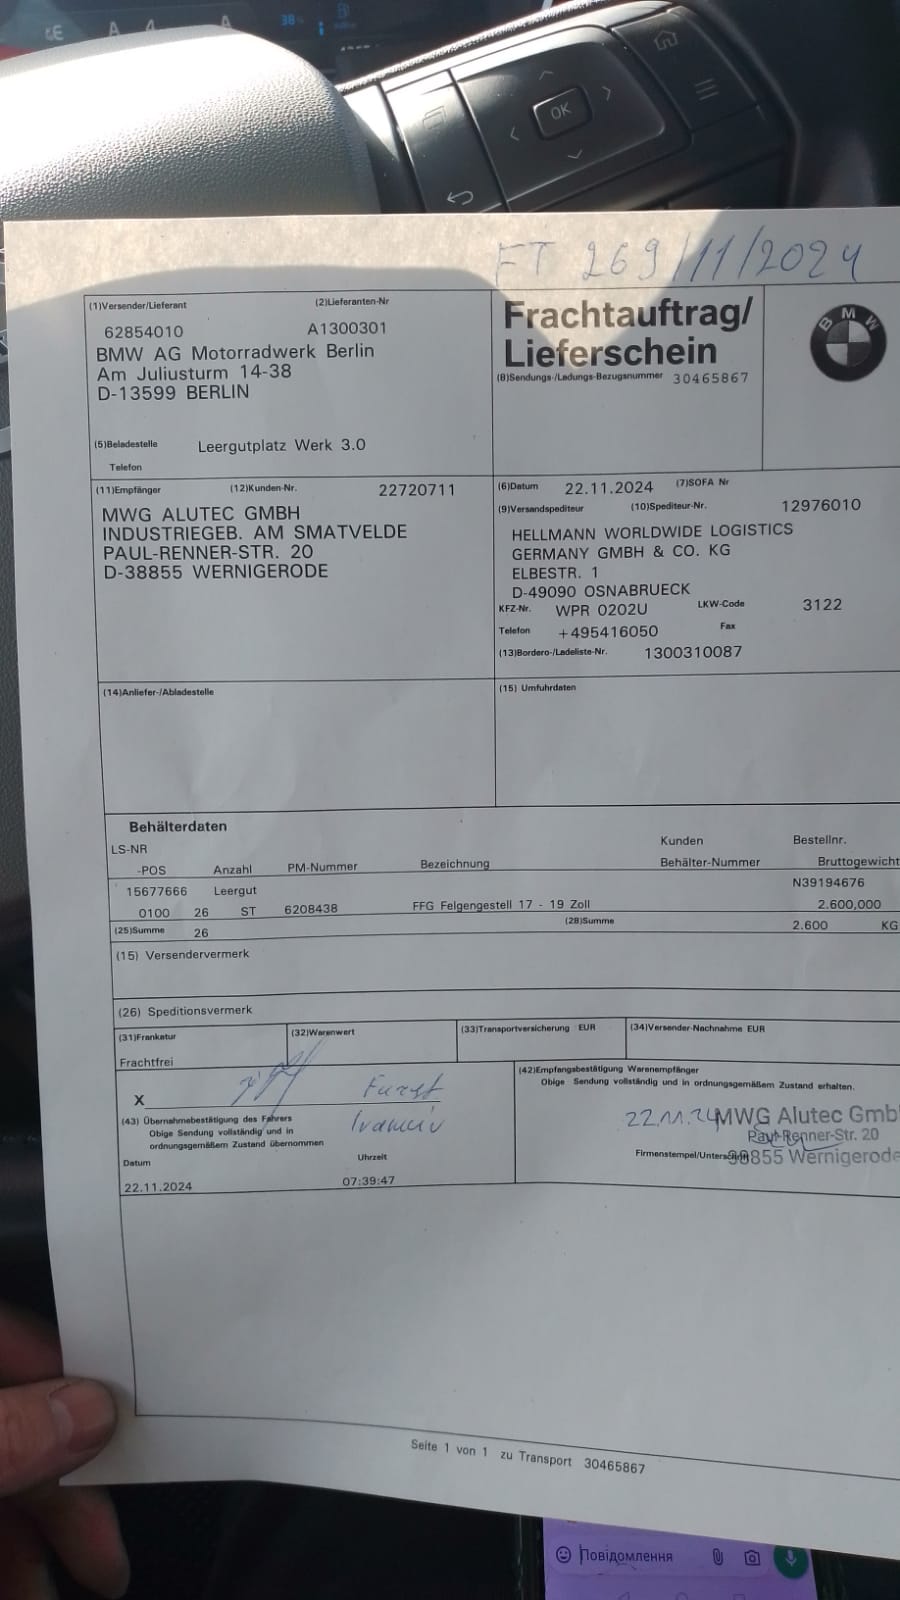 38
OK
FT 269/11/2024
(1)Versender/Lieferant (2)Lieferanten-Nr
62854010 A1300301
BMW AG Motorradwerk Berlin
Am Juliusturm 14-38
D-13599 BERLIN
(5)Beladestelle Leergutplatz Werk 3.0
Telefon
Frachtauftrag/
Lieferschein
(8)Sendungs-/Ladungs-Bezugsnummer 30465867
BMW
(11)Empfänger (12)Kunden-Nr. 22720711
MWG ALUTEC GMBH
INDUSTRIEGEB. AM SMATVELDE
PAUL-RENNER-STR. 20
D-38855 WERNIGERODE
(6)Datum 22.11.2024 (7)SOFA Nr
(9)Versandspediteur (10)Spediteur-Nr. 12976010
HELLMANN WORLDWIDE LOGISTICS
GERMANY GMBH & CO. KG
ELBESTR. 1
D-49090 OSNABRUECK
KFZ-Nr. WPR 0202U LKW-Code 3122
Telefon +495416050 Fax
(13)Bordero-/Ladeliste-Nr. 1300310087
(14)Anliefer-/Abladestelle
(15) Umfuhrdaten
Behälterdaten
LS-NR Kunden Bestellnr.
-POS Anzahl PM-Nummer Bezeichnung Behälter-Nummer Bruttogewicht
15677666 Leergut N39194676
0100 26 ST 6208438 FFG Felgengestell 17 - 19 Zoll 2.600,000
(25)Summe 26 (28)Summe 2.600 KG
(15) Versendervermerk
(26) Speditionsvermerk
(31)Frankatur (32)Warenwert (33)Transportversicherung EUR (34)Versender-Nachnahme EUR
Frachtfrei
X
(43) Übernahmebestätigung des Fahrers
Obige Sendung vollständig und in
ordnungsgemäßem Zustand übernommen
Datum Uhrzeit
22.11.2024 07:39:47
(42)Empfangsbestätigung Warenempfänger
Obige Sendung vollständig und in ordnungsgemäßem Zustand erhalten.
22.11.24 MWG Alutec Gmb
Paul-Renner-Str. 20
Firmenstempel/Unterschrift 38855 Wernigerode
Seite 1 von 1 zu Transport 30465867
Повідомлення